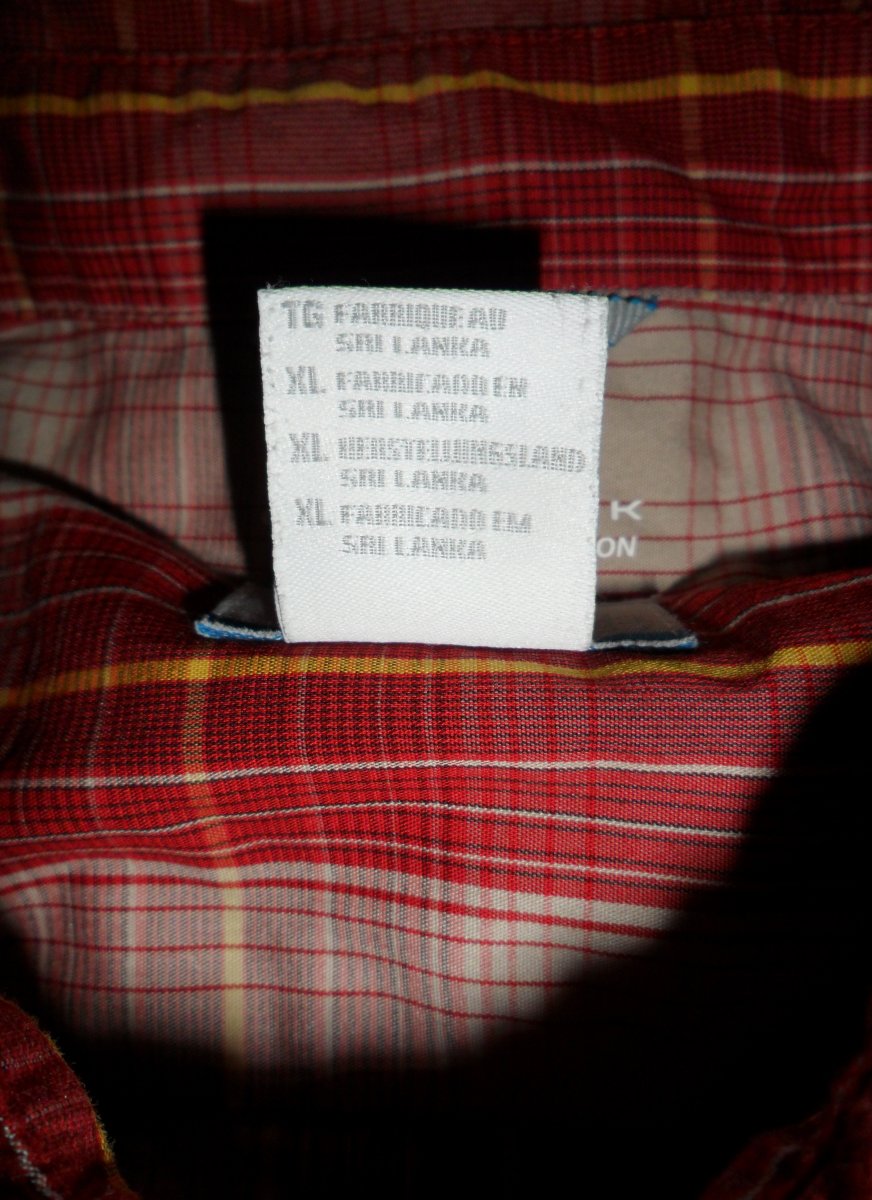 TG FABRIQUE AU
SRI LANKA
XL FABRICADO EN
SRI LANKA
XL HERSTELLUNGSLAND
SRI LANKA
XL FABRICADO EM
SRI LANKA
K
ON